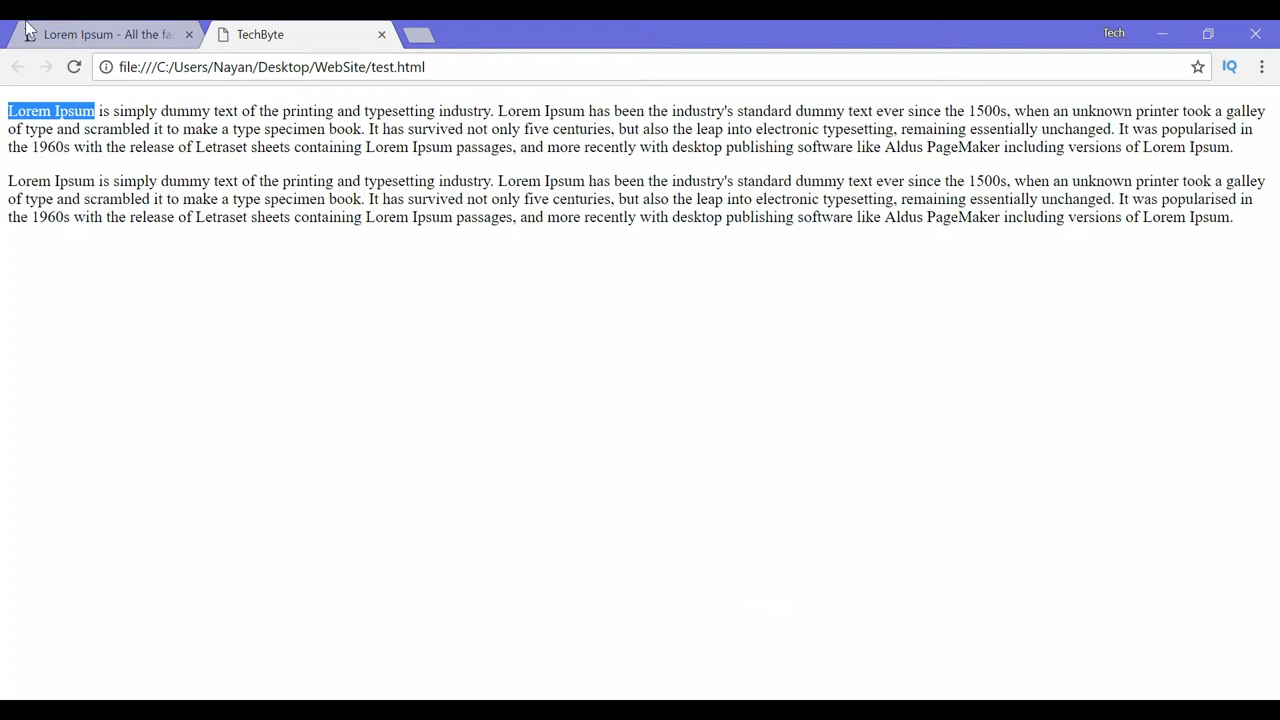 Lorem Ipsum - All the fa
TechByte
Tech
file:///C:/Users/Nayan/Desktop/WebSite/test.html
IQ
Lorem Ipsum is simply dummy text of the printing and typesetting industry. Lorem Ipsum has been the industry's standard dummy text ever since the 1500s, when an unknown printer took a galley
of type and scrambled it to make a type specimen book. It has survived not only five centuries, but also the leap into electronic typesetting, remaining essentially unchanged. It was popularised in
the 1960s with the release of Letraset sheets containing Lorem Ipsum passages, and more recently with desktop publishing software like Aldus PageMaker including versions of Lorem Ipsum.
Lorem Ipsum is simply dummy text of the printing and typesetting industry. Lorem Ipsum has been the industry's standard dummy text ever since the 1500s, when an unknown printer took a galley
of type and scrambled it to make a type specimen book. It has survived not only five centuries, but also the leap into electronic typesetting, remaining essentially unchanged. It was popularised in
the 1960s with the release of Letraset sheets containing Lorem Ipsum passages, and more recently with desktop publishing software like Aldus PageMaker including versions of Lorem Ipsum.